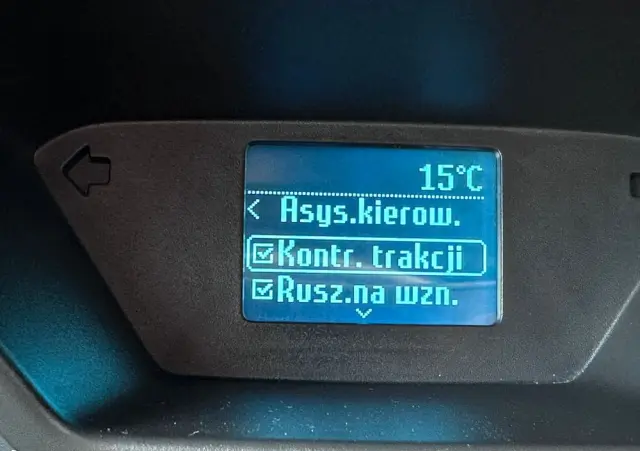 15°C
< Asys.kierow.
Kontr. trakcji
Rusz.na wzn.